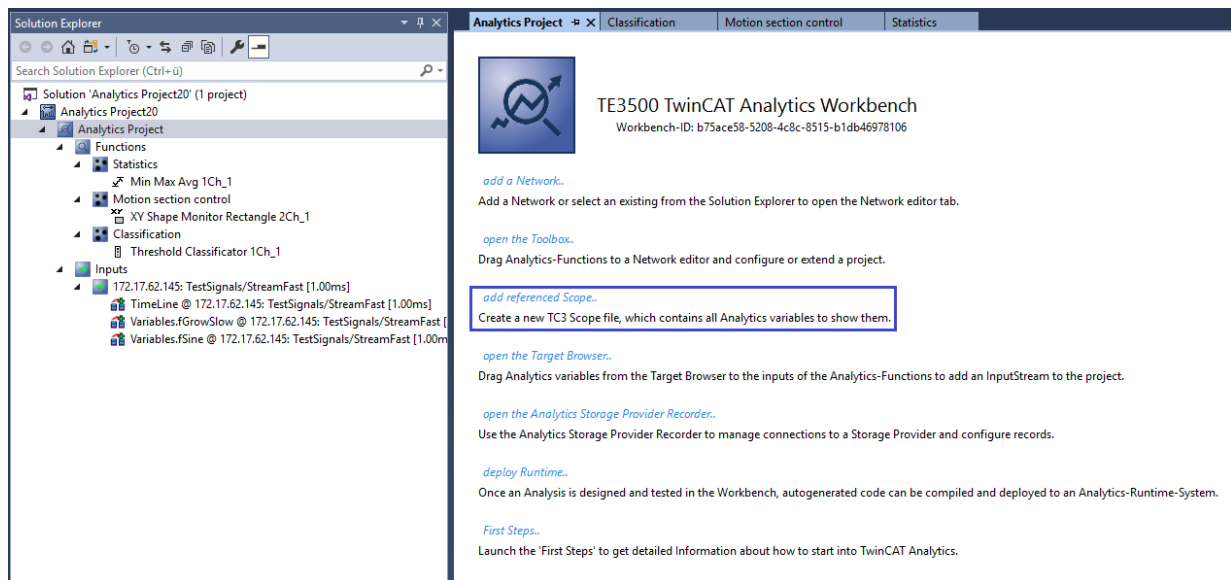 Solution Explorer
Search Solution Explorer (Ctrl+ü)
Solution 'Analytics Project20' (1 project)
Analytics Project20
Analytics Project
Functions
Statistics
Min Max Avg 1Ch_1
Motion section control
XY Shape Monitor Rectangle 2Ch_1
Classification
Threshold Classificator 1Ch_1
Inputs
172.17.62.145: TestSignals/StreamFast [1.00ms]
TimeLine @ 172.17.62.145: TestSignals/StreamFast [1.00ms]
Variables.fGrowSlow @ 172.17.62.145: TestSignals/StreamFast [
Variables.fSine @ 172.17.62.145: TestSignals/StreamFast [1.00m
Analytics Project Classification Motion section control Statistics
TE3500 TwinCAT Analytics Workbench
Workbench-ID: b75ace58-5208-4c8c-8515-b1db46978106
add a Network..
Add a Network or select an existing from the Solution Explorer to open the Network editor tab.
open the Toolbox..
Drag Analytics-Functions to a Network editor and configure or extend a project.
add referenced Scope..
Create a new TC3 Scope file, which contains all Analytics variables to show them.
open the Target Browser..
Drag Analytics variables from the Target Browser to the inputs of the Analytics-Functions to add an InputStream to the project.
open the Analytics Storage Provider Recorder..
Use the Analytics Storage Provider Recorder to manage connections to a Storage Provider and configure records.
deploy Runtime..
Once an Analysis is designed and tested in the Workbench, autogenerated code can be compiled and deployed to an Analytics-Runtime-System.
First Steps..
Launch the 'First Steps' to get detailed Information about how to start into TwinCAT Analytics.